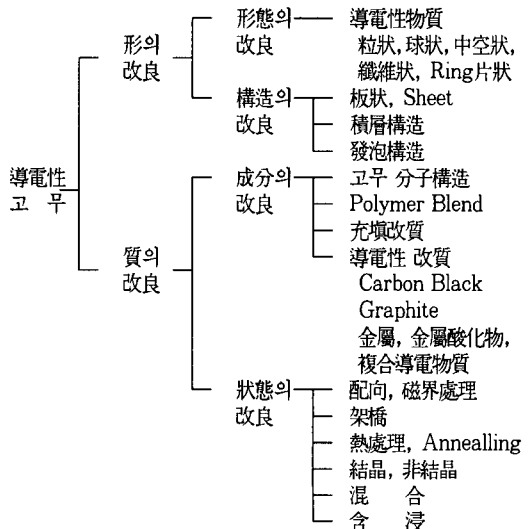 導電性
고 무
形의
改良
形態의
改良
導電性物質
粒狀, 球狀, 中空狀,
纖維狀, Ring片狀
構造의
改良
板狀, Sheet
積層構造
發泡構造
質의
改良
成分의
改良
고무 分子構造
Polymer Blend
充塡改質
導電性 改質
Carbon Black
Graphite
金屬, 金屬酸化物,
複合導電物質
狀態의
改良
配向, 磁界處理
架橋
熱處理, Annealling
結晶, 非結晶
混 合
含 浸